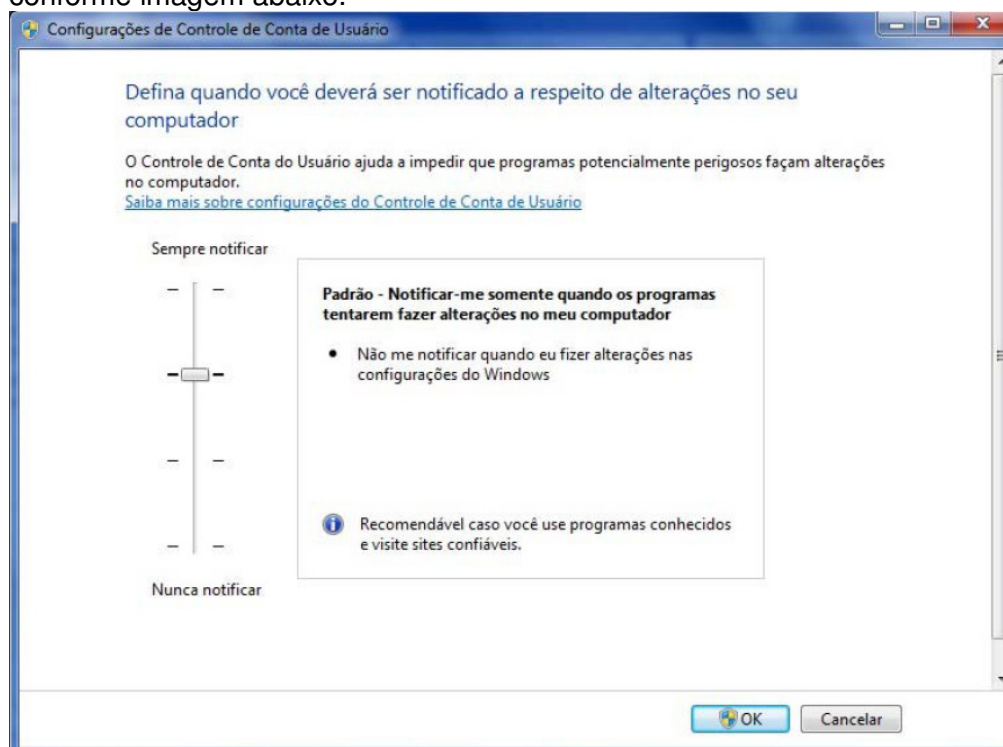 conforme imagem abaixo:
Configurações de Controle de Conta de Usuário
Defina quando você deverá ser notificado a respeito de alterações no seu
computador
O Controle de Conta do Usuário ajuda a impedir que programas potencialmente perigosos façam alterações
no computador.
Saiba mais sobre configurações do Controle de Conta de Usuário
Sempre notificar
Padrão - Notificar-me somente quando os programas
tentarem fazer alterações no meu computador
• Não me notificar quando eu fizer alterações nas
configurações do Windows
Recomendável caso você use programas conhecidos
e visite sites confiáveis.
Nunca notificar
OK Cancelar